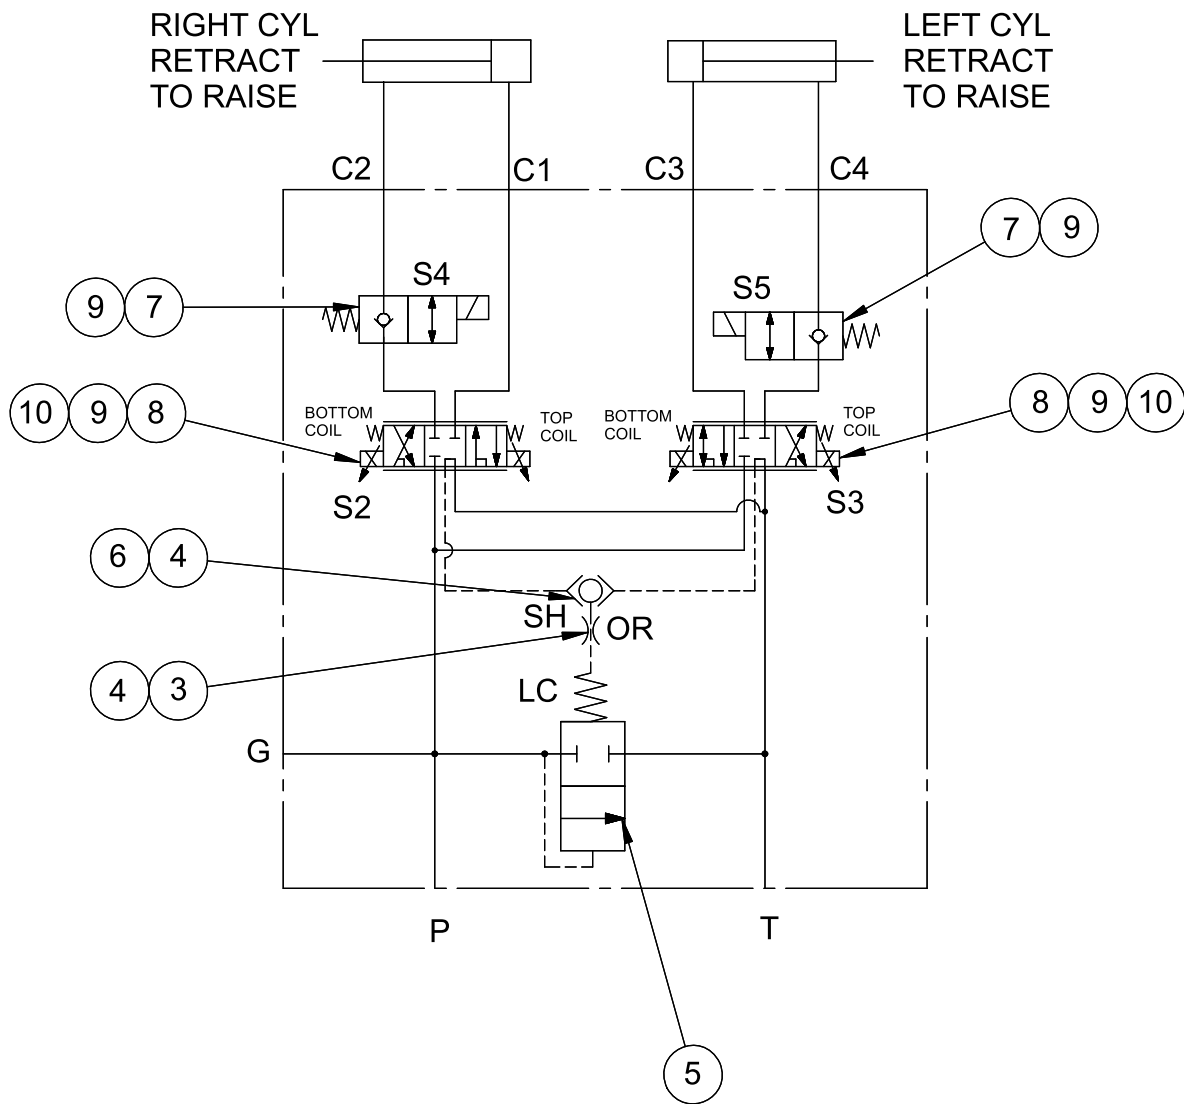 RIGHT CYL
RETRACT
TO RAISE
LEFT CYL
RETRACT
TO RAISE
C2
C1
C3
C4
7 9
S4
S5
9 7
10 9 8
BOTTOM
COIL
TOP
COIL
BOTTOM
COIL
TOP
COIL
8 9 10
S2
S3
6 4
SH
OR
4 3
LC
G
P
T
5